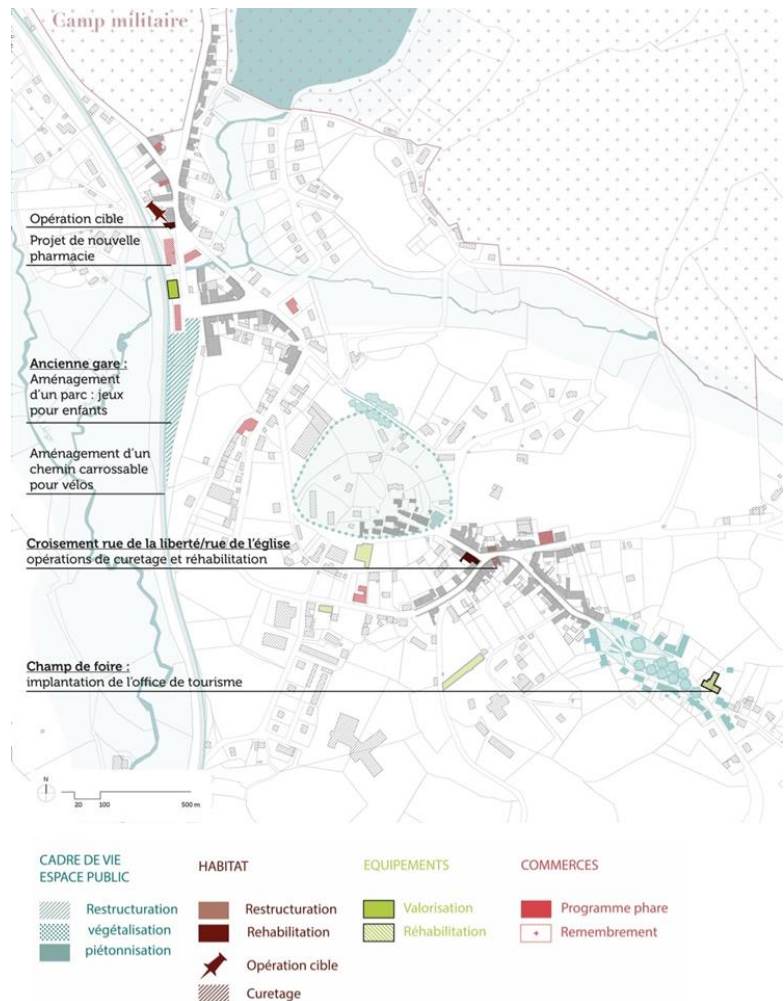 Camp militaire
Opération cible
Projet de nouvelle
pharmacie
Ancienne gare :
Aménagement
d'un parc : jeux
pour enfants
Aménagement d'un
chemin carrossable
pour vélos
Croisement rue de la liberté/rue de l'église
opérations de curetage et réhabilitation
Champ de foire :
implantation de l'office de tourisme
N
20 100 500 m
CADRE DE VIE
ESPACE PUBLIC
Restructuration
végétalisation
piétonnisation
HABITAT
Restructuration
Rehabilitation
Opération cible
Curetage
EQUIPEMENTS
Valorisation
Réhabilitation
COMMERCES
Programme phare
Remembrement